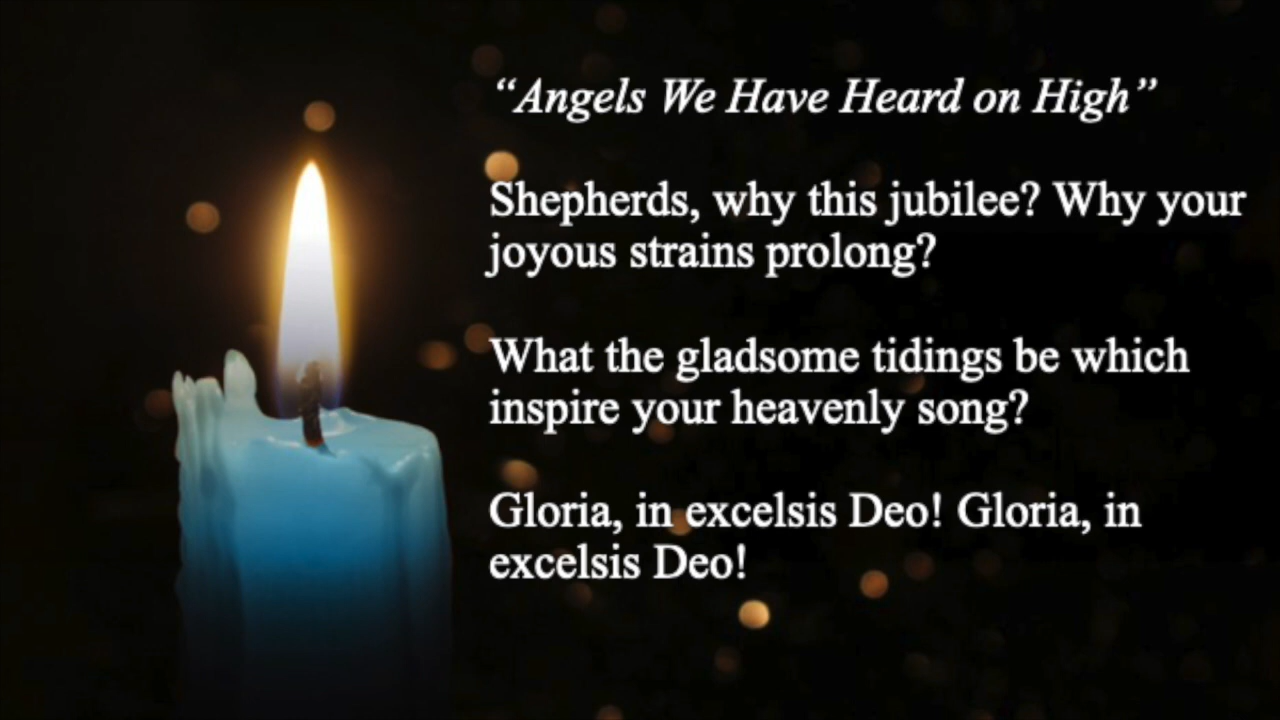 “Angels We Have Heard on High”
Shepherds, why this jubilee? Why your
joyous strains prolong?
What the gladsome tidings be which
inspire your heavenly song?
Gloria, in excelsis Deo! Gloria, in
excelsis Deo!